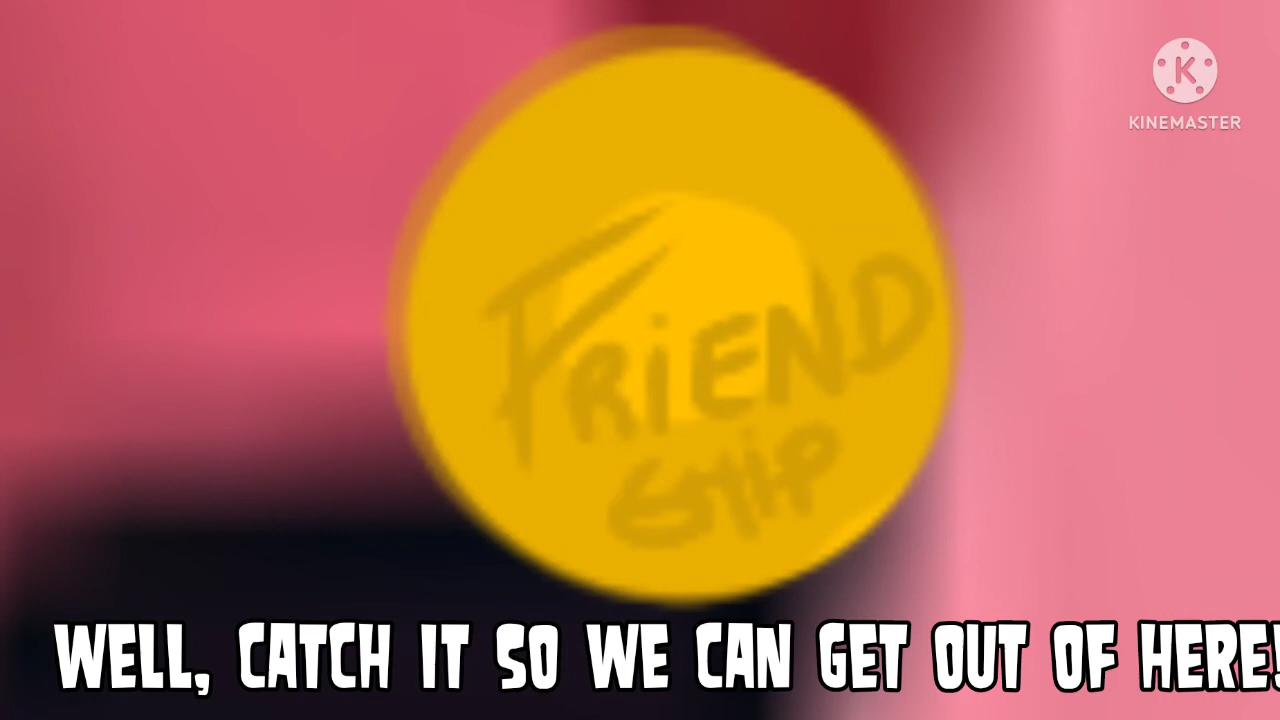 KINEMASTER
FRiEND
SHiP
WELL, CATCH IT SO WE CAN GET OUT OF HERE!